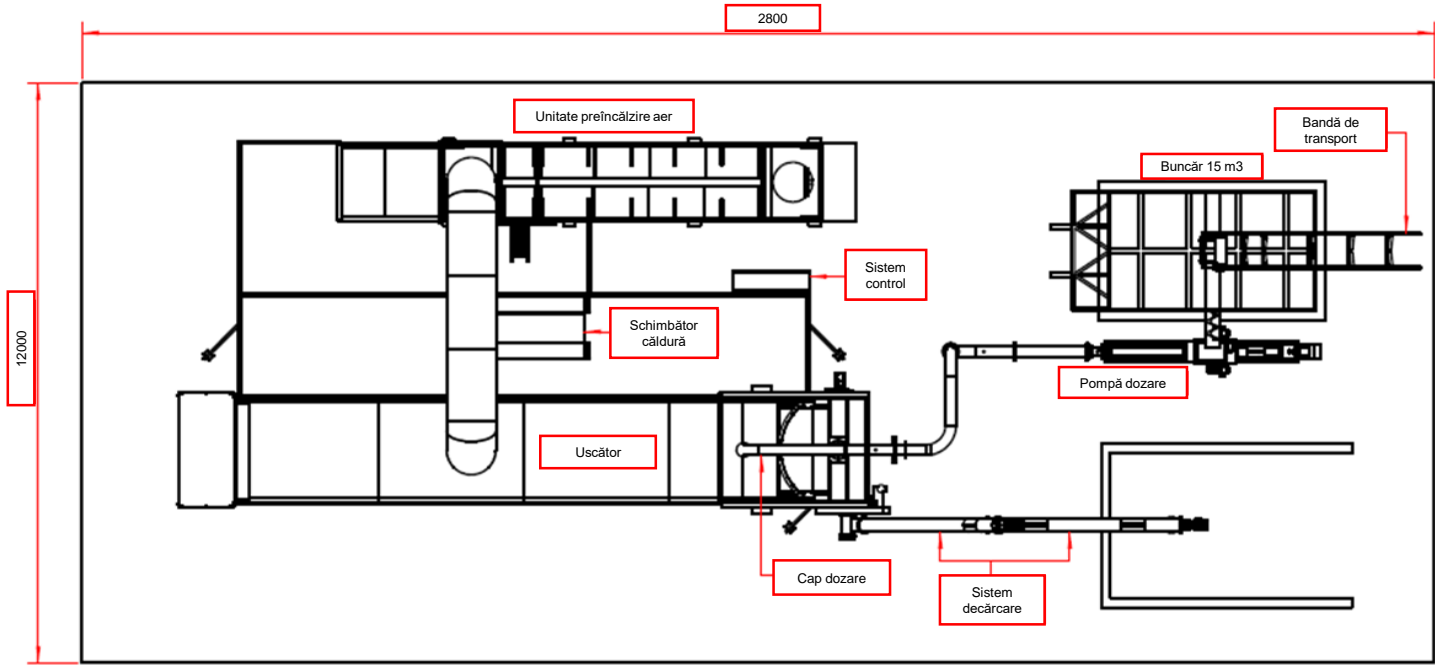 2800
Unitate preîncălzire aer
Bandă de
transport
Buncăr 15 m3
Sistem
control
12000
Schimbător
căldură
Pompă dozare
Uscător
Cap dozare
Sistem
decărcare